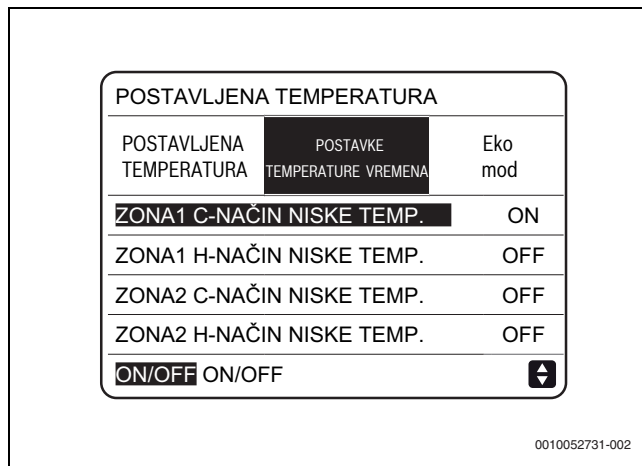 POSTAVLJENA TEMPERATURA
POSTAVLJENA
TEMPERATURA
POSTAVKE
TEMPERATURE VREMENA
Eko
mod
ZONA1 C-NAČIN NISKE TEMP. ON
ZONA1 H-NAČIN NISKE TEMP. OFF
ZONA2 C-NAČIN NISKE TEMP. OFF
ZONA2 H-NAČIN NISKE TEMP. OFF
ON/OFF ON/OFF
0010052731-002